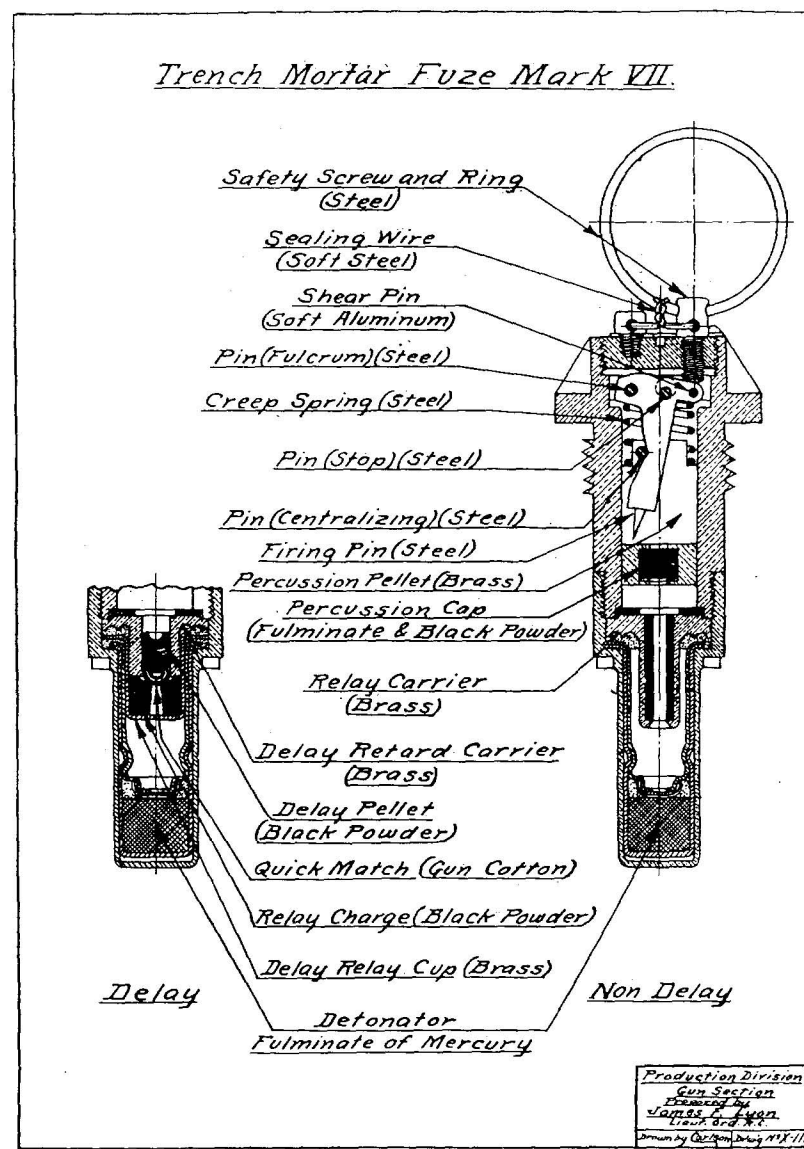 Trench Mortar Fuze Mark VII.
Safety Screw and Ring
(Steel)
Sealing Wire
(Soft Steel)
Shear Pin
(Soft Aluminum)
Pin (Fulcrum) (Steel)
Creep Spring (Steel)
Pin (Stop) (Steel)
Pin (Centralizing) (Steel)
Firing Pin (Steel)
Percussion Pellet (Brass)
Percussion Cap
(Fulminate & Black Powder)
Relay Carrier
(Brass)
Delay Retard Carrier
(Brass)
Delay Pellet
(Black Powder)
Quick Match (Gun Cotton)
Relay Charge (Black Powder)
Delay Relay Cup (Brass)
Delay
Non Delay
Detonator
Fulminate of Mercury
Production Division
Gun Section
Prepared by
James F. Lyon
Lieut. Ord.
Drawn by Carlson